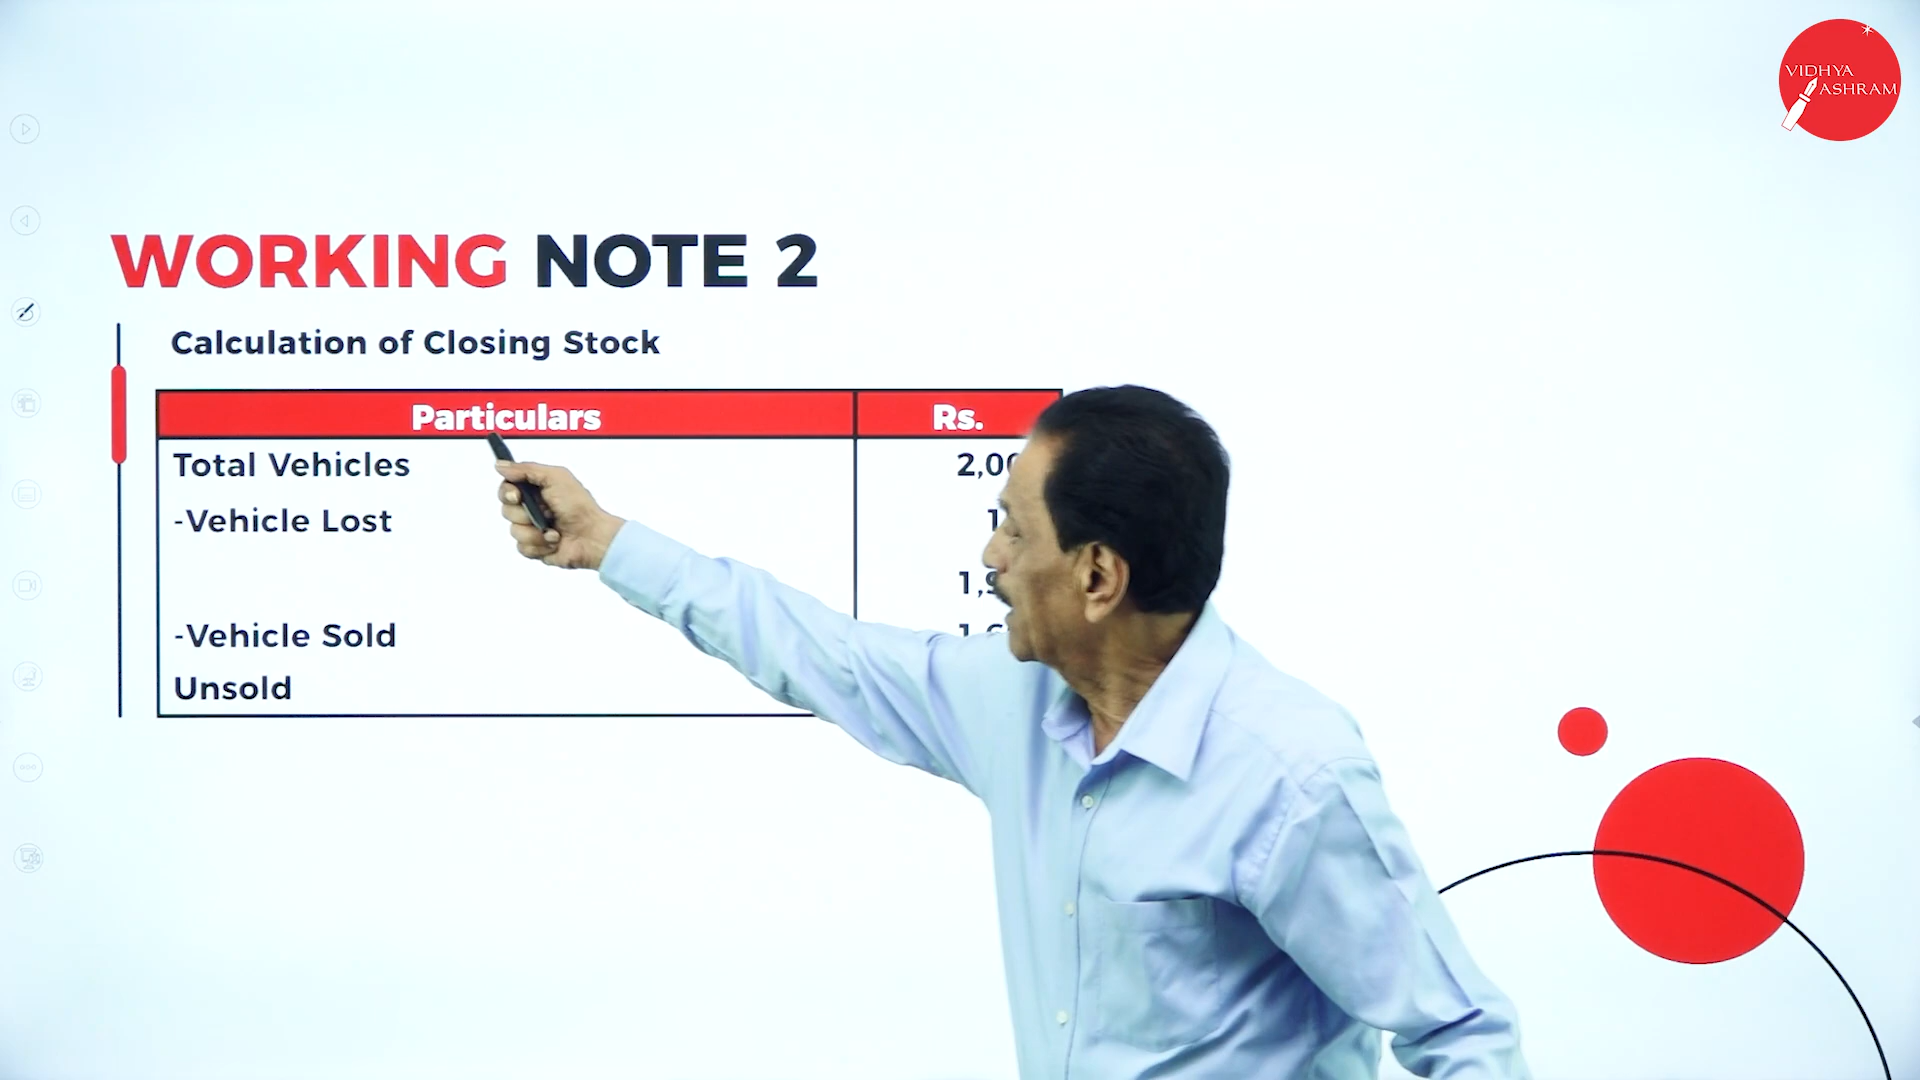 VIDHYA
ASHRAM
WORKING NOTE 2
Calculation of Closing Stock
Particulars Rs.
Total Vehicles
-Vehicle Lost
-Vehicle Sold
Unsold